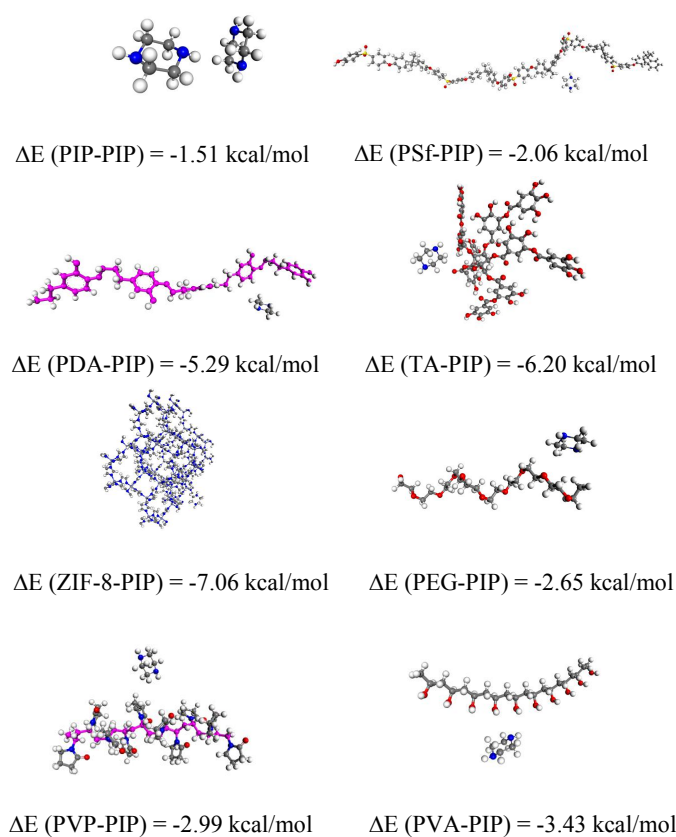 ΔE (PIP-PIP) = -1.51 kcal/mol
ΔE (PSf-PIP) = -2.06 kcal/mol
ΔE (PDA-PIP) = -5.29 kcal/mol
ΔE (TA-PIP) = -6.20 kcal/mol
ΔE (ZIF-8-PIP) = -7.06 kcal/mol
ΔE (PEG-PIP) = -2.65 kcal/mol
ΔE (PVP-PIP) = -2.99 kcal/mol
ΔE (PVA-PIP) = -3.43 kcal/mol